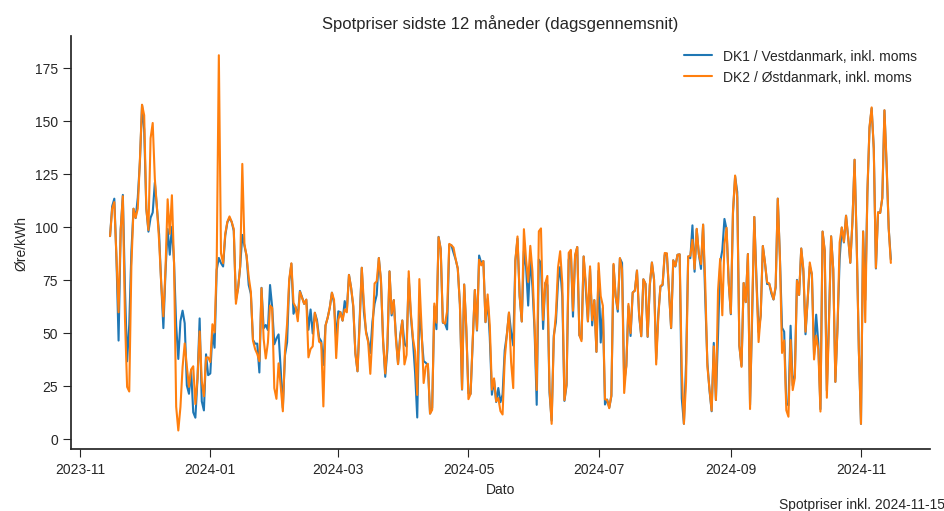 Spotpriser sidste 12 måneder (dagsgennemsnit)
DK1 / Vestdanmark, inkl. moms
DK2 / Østdanmark, inkl. moms
Øre/kWh
175
150
125
100
75
50
25
0
2023-11 2024-01 2024-03 2024-05 2024-07 2024-09 2024-11
Dato
Spotpriser inkl. 2024-11-15